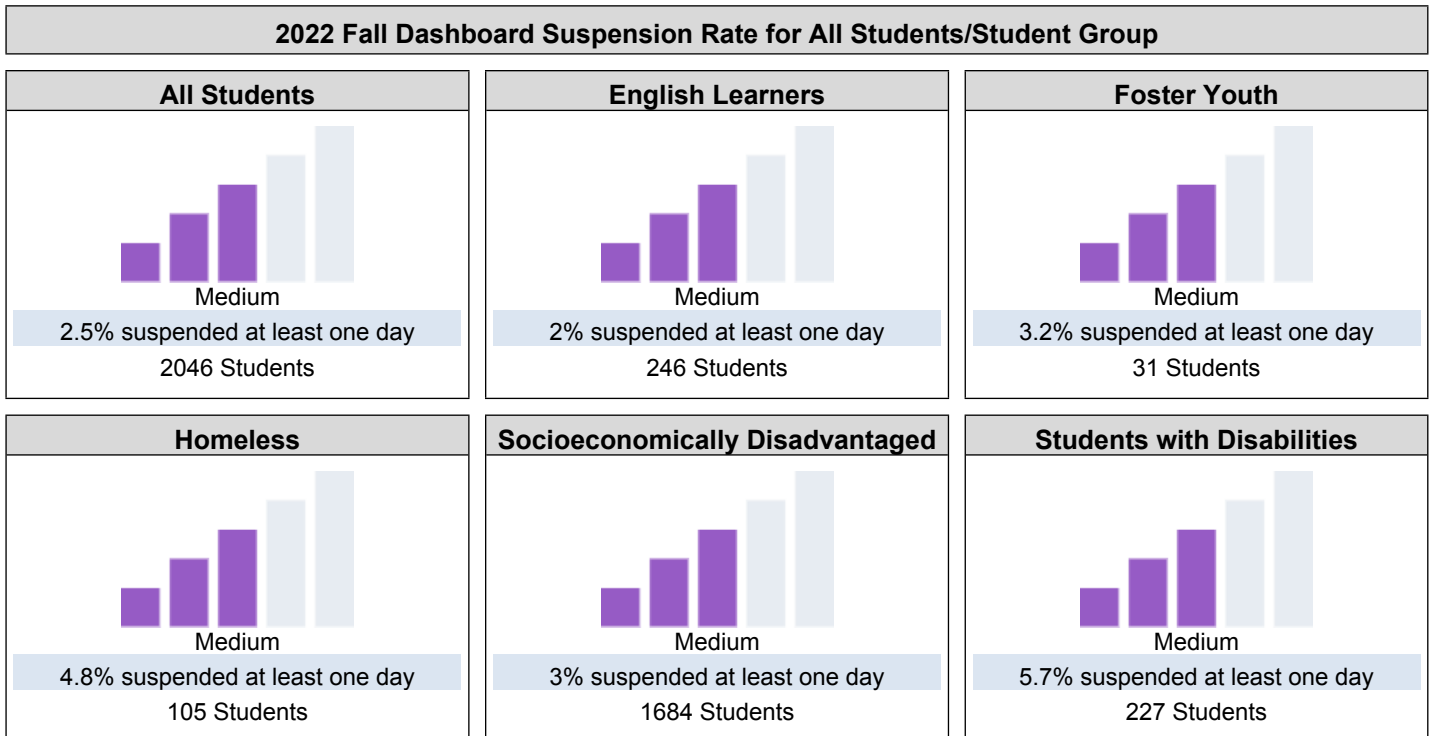 2022 Fall Dashboard Suspension Rate for All Students/Student Group
All Students
Medium
2.5% suspended at least one day
2046 Students
English Learners
Medium
2% suspended at least one day
246 Students
Foster Youth
Medium
3.2% suspended at least one day
31 Students
Homeless
Medium
4.8% suspended at least one day
105 Students
Socioeconomically Disadvantaged
Medium
3% suspended at least one day
1684 Students
Students with Disabilities
Medium
5.7% suspended at least one day
227 Students